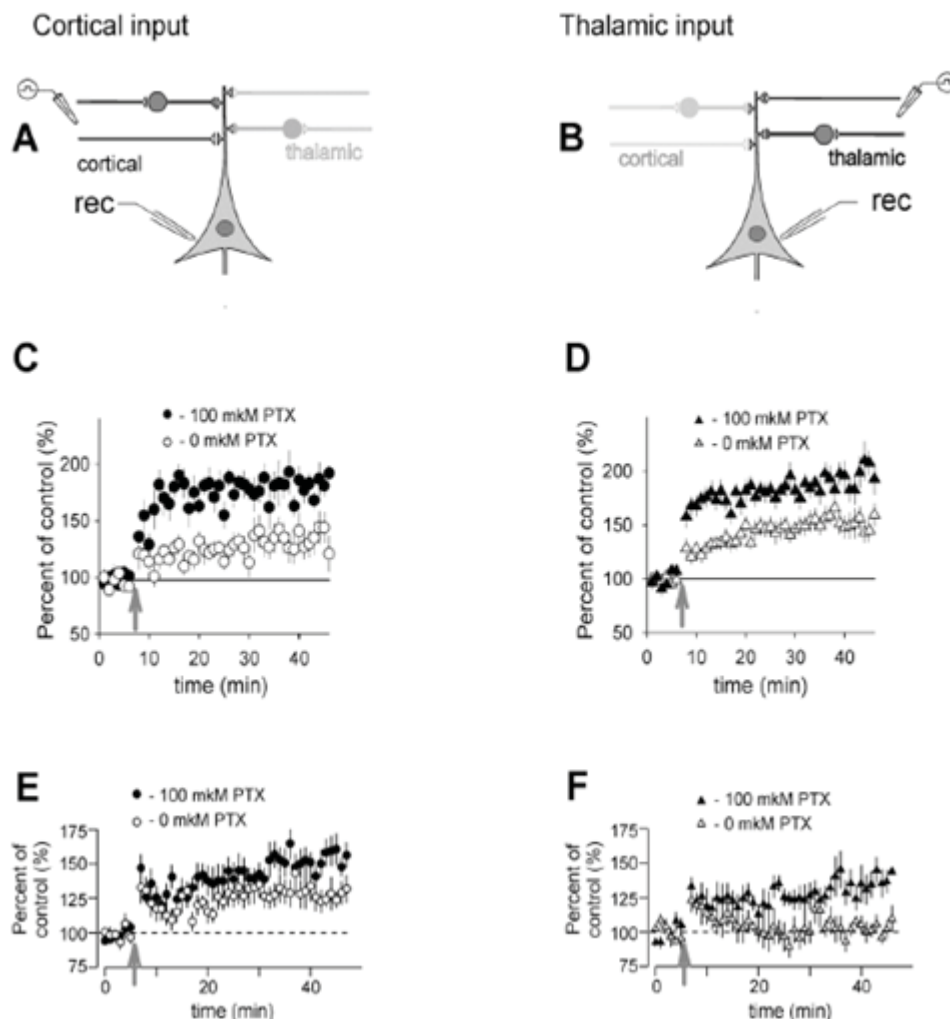 Cortical input
Thalamic input
A
cortical
thalamic
rec
B
cortical
thalamic
rec
C
- 100 mkM PTX
- 0 mkM PTX
Percent of control (%)
200
150
100
50
0
10
20
30
40
time (min)
D
- 100 mkM PTX
- 0 mkM PTX
Percent of control (%)
200
150
100
50
0
10
20
30
40
time (min)
E
- 100 mkM PTX
- 0 mkM PTX
Percent of
control (%)
175
150
125
100
75
0
20
40
time (min)
F
- 100 mkM PTX
- 0 mkM PTX
Percent of
control (%)
175
150
125
100
75
0
20
40
time (min)